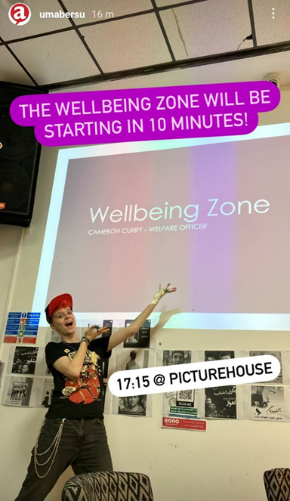 umabersu 16 m
THE WELLBEING ZONE WILL BE
STARTING IN 10 MINUTES!
Wellbeing Zone
CAMERON CURRY – WELFARE OFFICER
17:15 @ PICTUREHOUSE